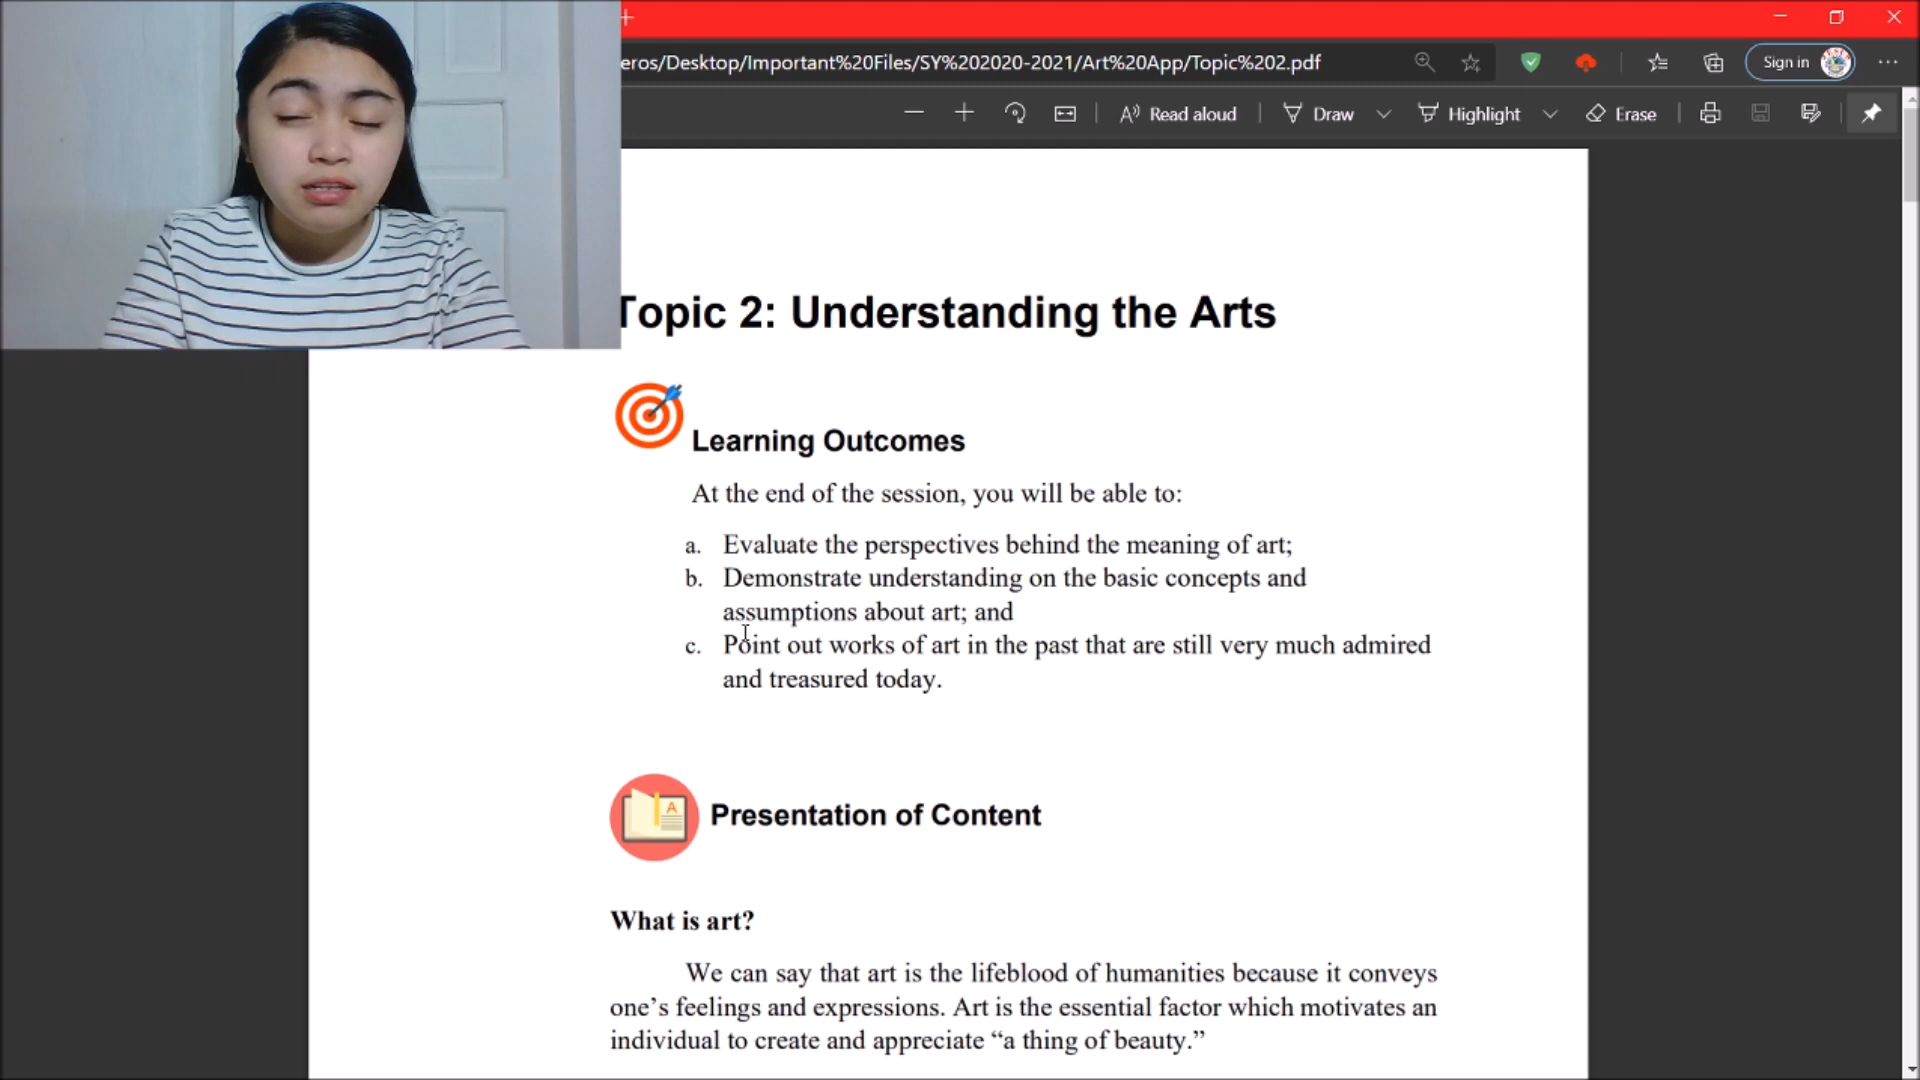 eros/Desktop/Important%20Files/SY%202020-2021/Art%20App/Topic%202.pdf
Sign in
Read aloud
Draw
Highlight
Erase
Topic 2: Understanding the Arts
Learning Outcomes
At the end of the session, you will be able to:
a. Evaluate the perspectives behind the meaning of art;
b. Demonstrate understanding on the basic concepts and
assumptions about art; and
c. Point out works of art in the past that are still very much admired
and treasured today.
A
Presentation of Content
What is art?
We can say that art is the lifeblood of humanities because it conveys
one’s feelings and expressions. Art is the essential factor which motivates an
individual to create and appreciate “a thing of beauty.”